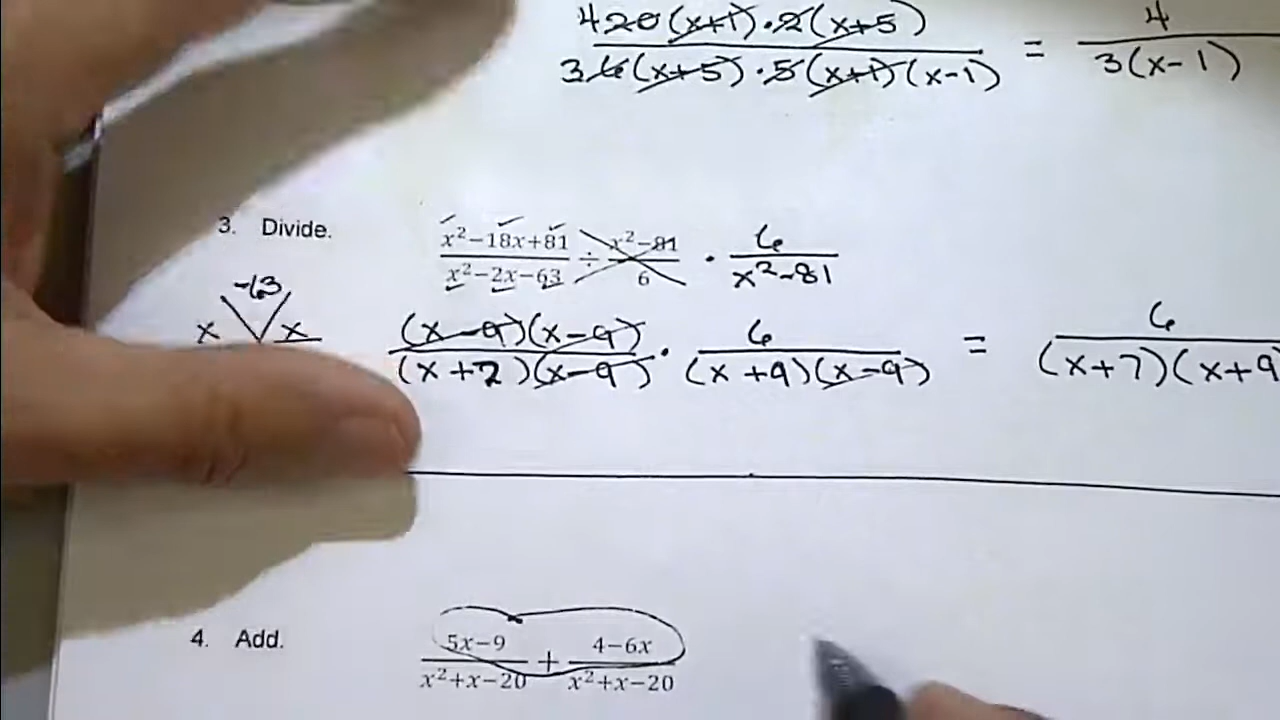 4 20 (x+1) · 2 (x+5)
3 6 (x+5) · 5 (x+1) (x-1)
= 4
3(x-1)
3. Divide.
x²−18x+81 ÷ x²−81 · 6
x²−2x−63 6 x²-81
-63
x x
(x-9)(x-9) · 6 = 6
(x+7)(x-9) (x+9)(x-9) (x+7)(x+9
4. Add.
5x−9 + 4−6x
x²+x−20 x²+x−20